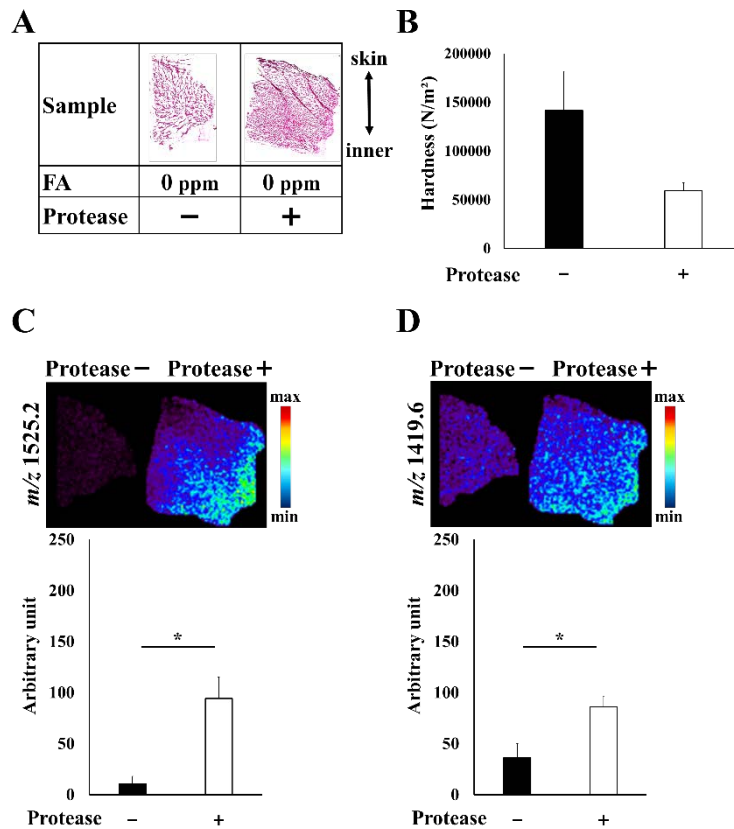 A
Sample
skin
inner
FA
0 ppm
0 ppm
Protease
−
+
B
200000
150000
100000
50000
0
Hardness (N/m²)
Protease
−
+
C
Protease − Protease +
m/z 1525.2
max
min
250
200
150
100
50
0
Arbitrary unit
*
Protease
−
+
D
Protease − Protease +
m/z 1419.6
max
min
250
200
150
100
50
0
Arbitrary unit
*
Protease
−
+